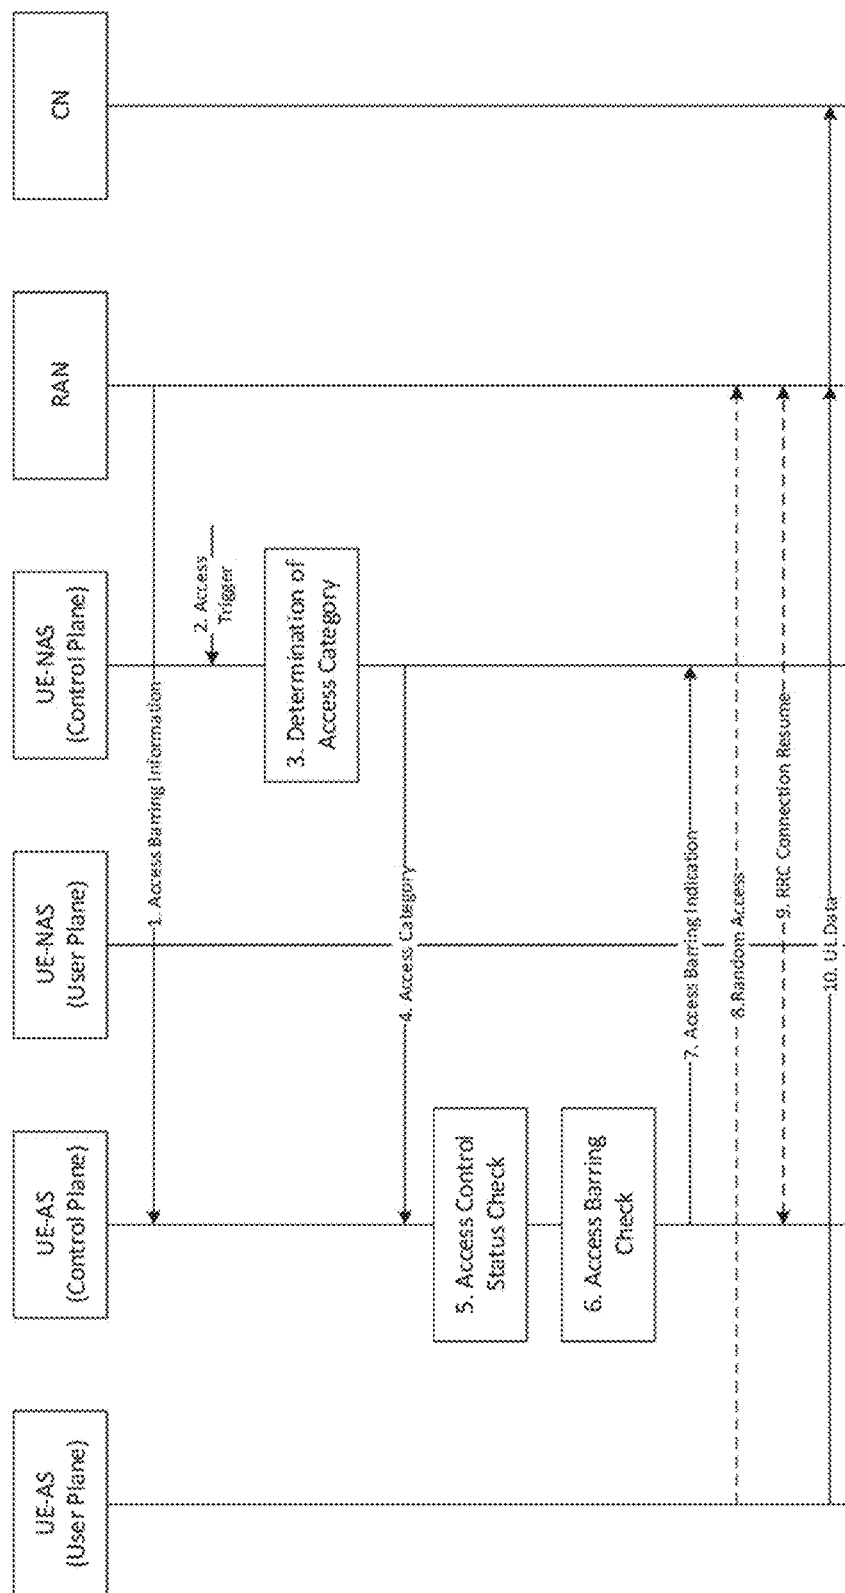 UE-AS
(User Plane)
UE-AS
(Control Plane)
UE-NAS
(User Plane)
UE-NAS
(Control Plane)
RAN
CN
1. Access Barring Information
2. Access
Trigger
3. Determination of
Access Category
4. Access Category
5. Access Control
Status Check
6. Access Barring
Check
7. Access Barring Indication
8.Random Access
9. RRC Connection Resume
10. UL Data